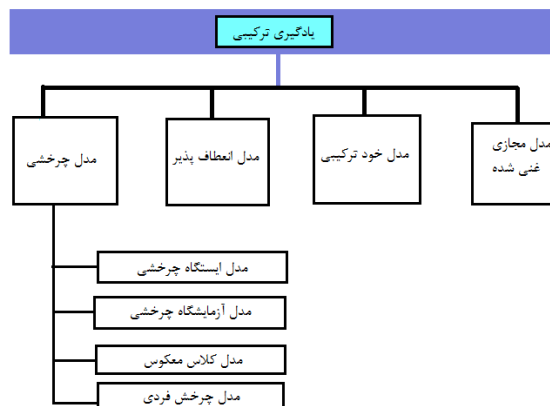 یادگیری ترکیبی
مدل مجازی
غنی شده
مدل خود ترکیبی
مدل انعطاف پذیر
مدل چرخشی
مدل ایستگاه چرخشی
مدل آزمایشگاه چرخشی
مدل کلاس معکوس
مدل چرخش فردی